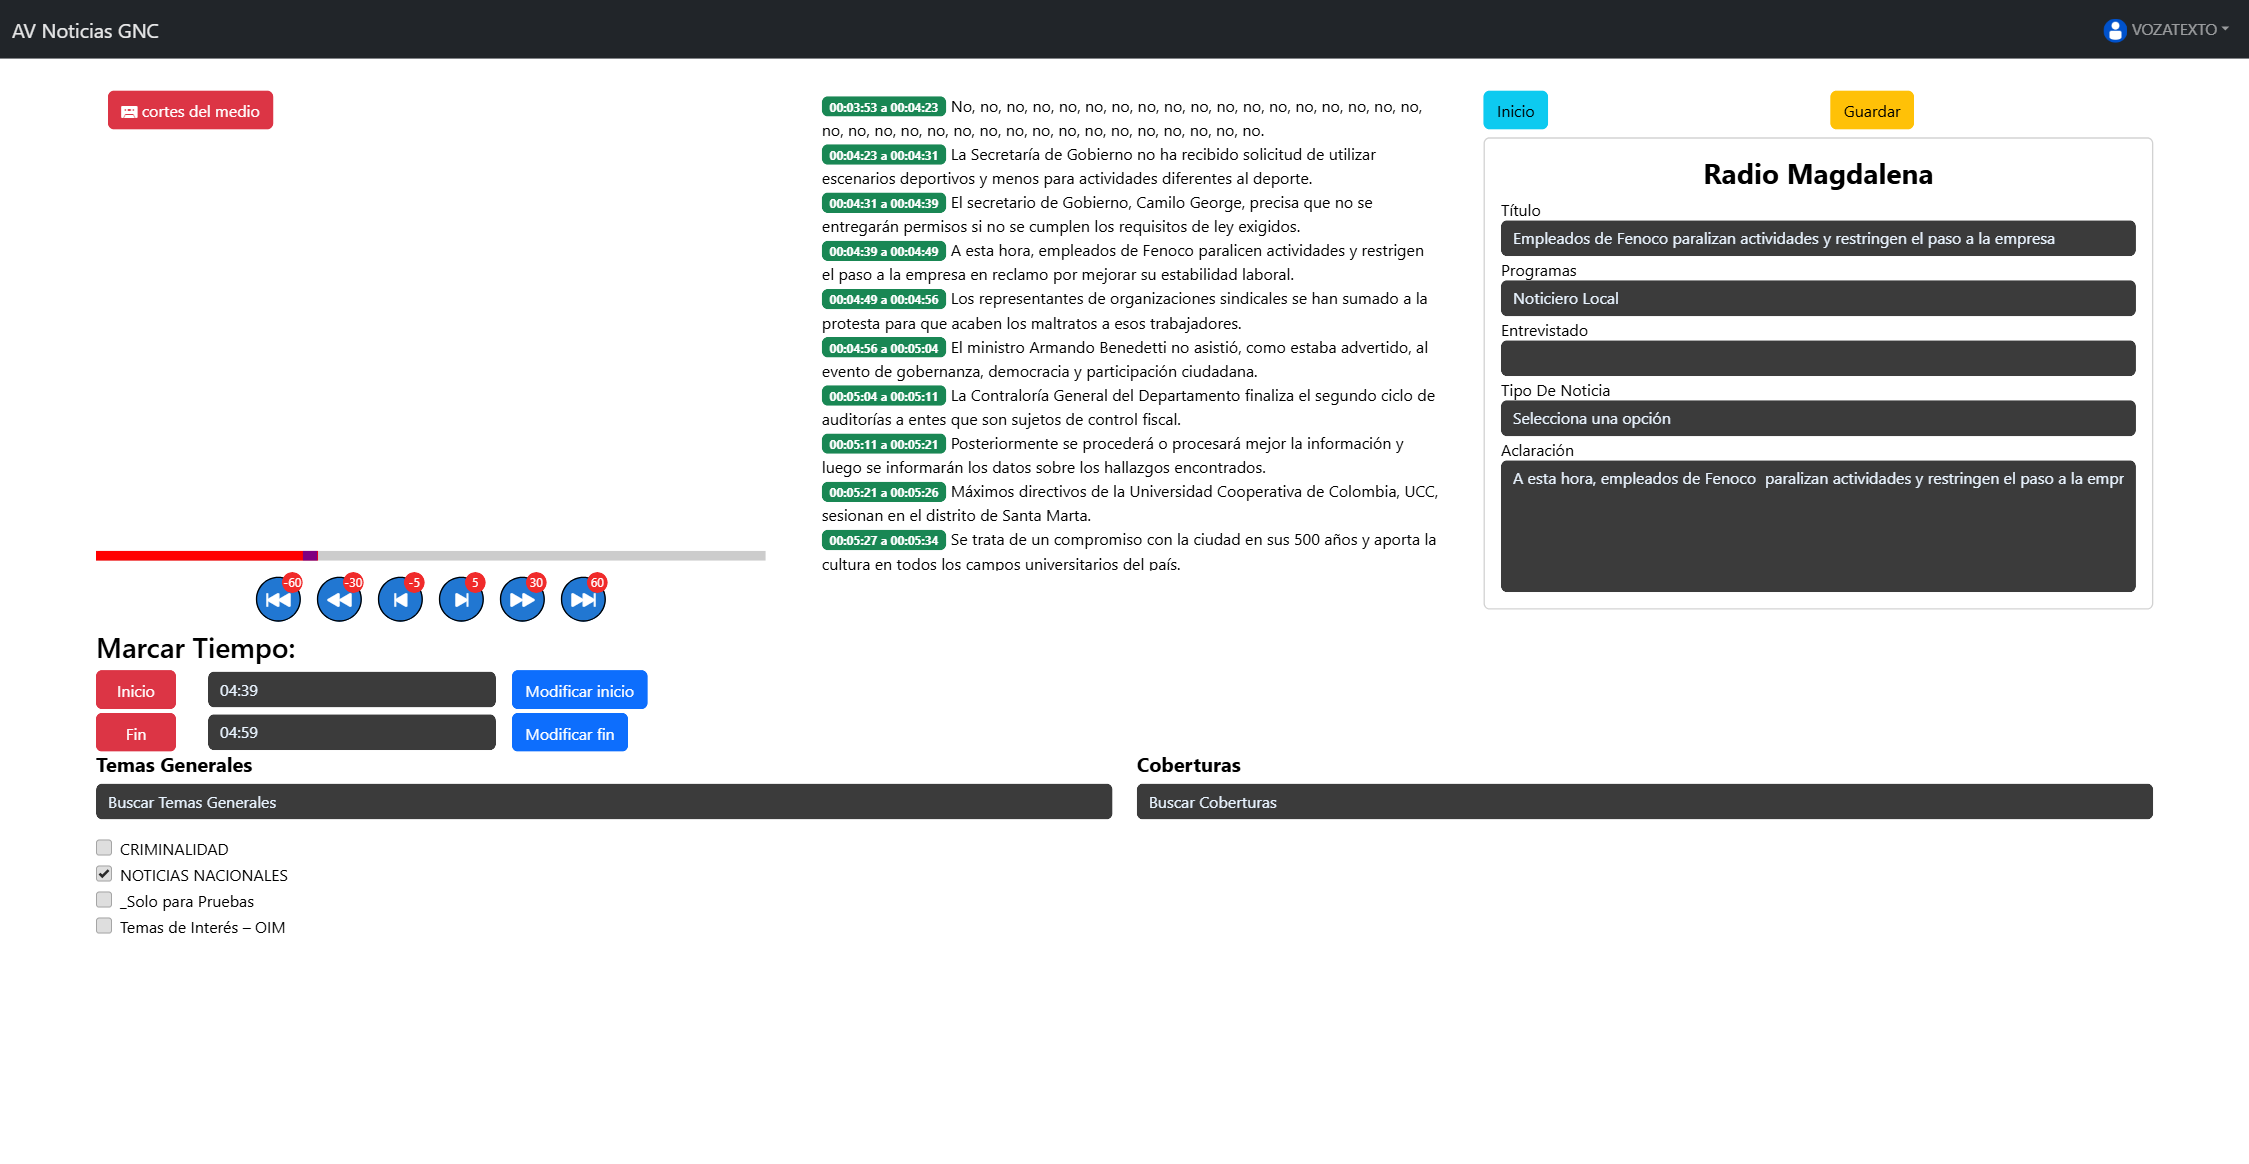 AV Noticias GNC
VOZATEXTO
cortes del medio
-60
-30
-5
5
30
60
Marcar Tiempo:
Inicio
04:39
Modificar inicio
Fin
04:59
Modificar fin
00:03:53 a 00:04:23 No, no, no, no, no, no, no, no, no, no, no, no, no, no, no, no, no, no,
no, no, no, no, no, no, no, no, no, no, no, no, no, no, no, no, no.
00:04:23 a 00:04:31 La Secretaría de Gobierno no ha recibido solicitud de utilizar
escenarios deportivos y menos para actividades diferentes al deporte.
00:04:31 a 00:04:39 El secretario de Gobierno, Camilo George, precisa que no se
entregarán permisos si no se cumplen los requisitos de ley exigidos.
00:04:39 a 00:04:49 A esta hora, empleados de Fenoco paralicen actividades y restrigen
el paso a la empresa en reclamo por mejorar su estabilidad laboral.
00:04:49 a 00:04:56 Los representantes de organizaciones sindicales se han sumado a la
protesta para que acaben los maltratos a esos trabajadores.
00:04:56 a 00:05:04 El ministro Armando Benedetti no asistió, como estaba advertido, al
evento de gobernanza, democracia y participación ciudadana.
00:05:04 a 00:05:11 La Contraloría General del Departamento finaliza el segundo ciclo de
auditorías a entes que son sujetos de control fiscal.
00:05:11 a 00:05:21 Posteriormente se procederá o procesará mejor la información y
luego se informarán los datos sobre los hallazgos encontrados.
00:05:21 a 00:05:26 Máximos directivos de la Universidad Cooperativa de Colombia, UCC,
sesionan en el distrito de Santa Marta.
00:05:27 a 00:05:34 Se trata de un compromiso con la ciudad en sus 500 años y aporta la
cultura en todos los campos universitarios del país.
Inicio
Guardar
Radio Magdalena
Título
Empleados de Fenoco paralizan actividades y restringen el paso a la empresa
Programas
Noticiero Local
Entrevistado
Tipo De Noticia
Selecciona una opción
Aclaración
A esta hora, empleados de Fenoco  paralizan actividades y restringen el paso a la empr
Temas Generales
Buscar Temas Generales
CRIMINALIDAD
NOTICIAS NACIONALES
_Solo para Pruebas
Temas de Interés – OIM
Coberturas
Buscar Coberturas